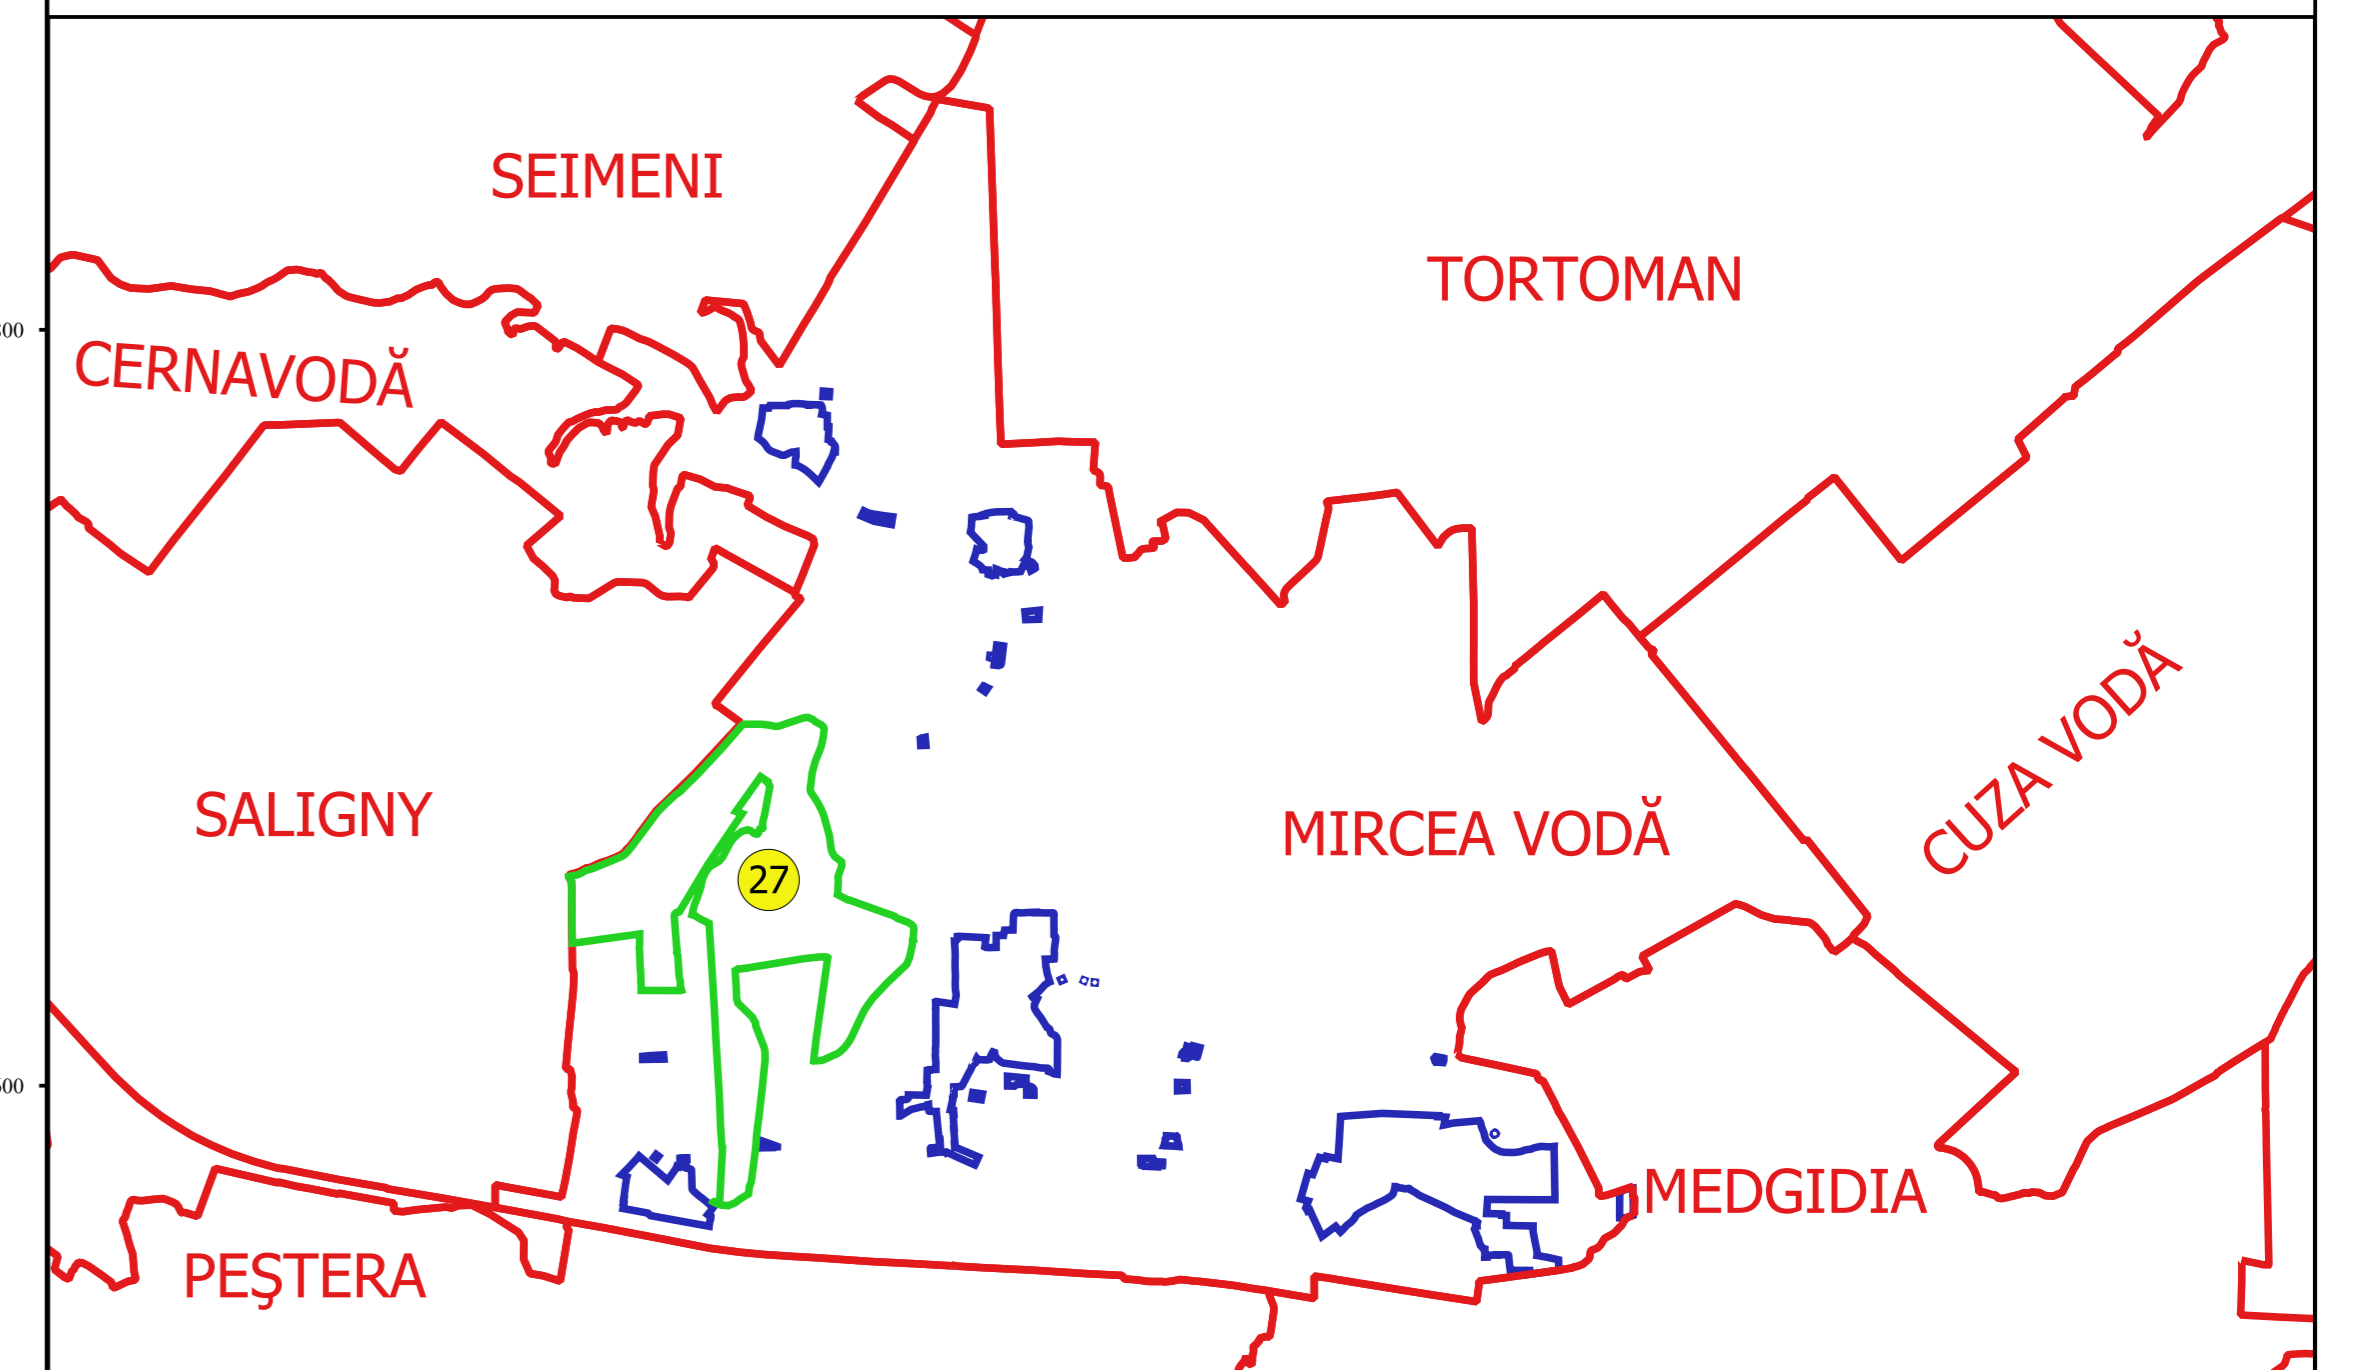 SEIMENI
TORTOMAN
CERNAVODĂ
CUZA VODĂ
SALIGNY
MIRCEA VODĂ
27
MEDGIDIA
PEŞTERA